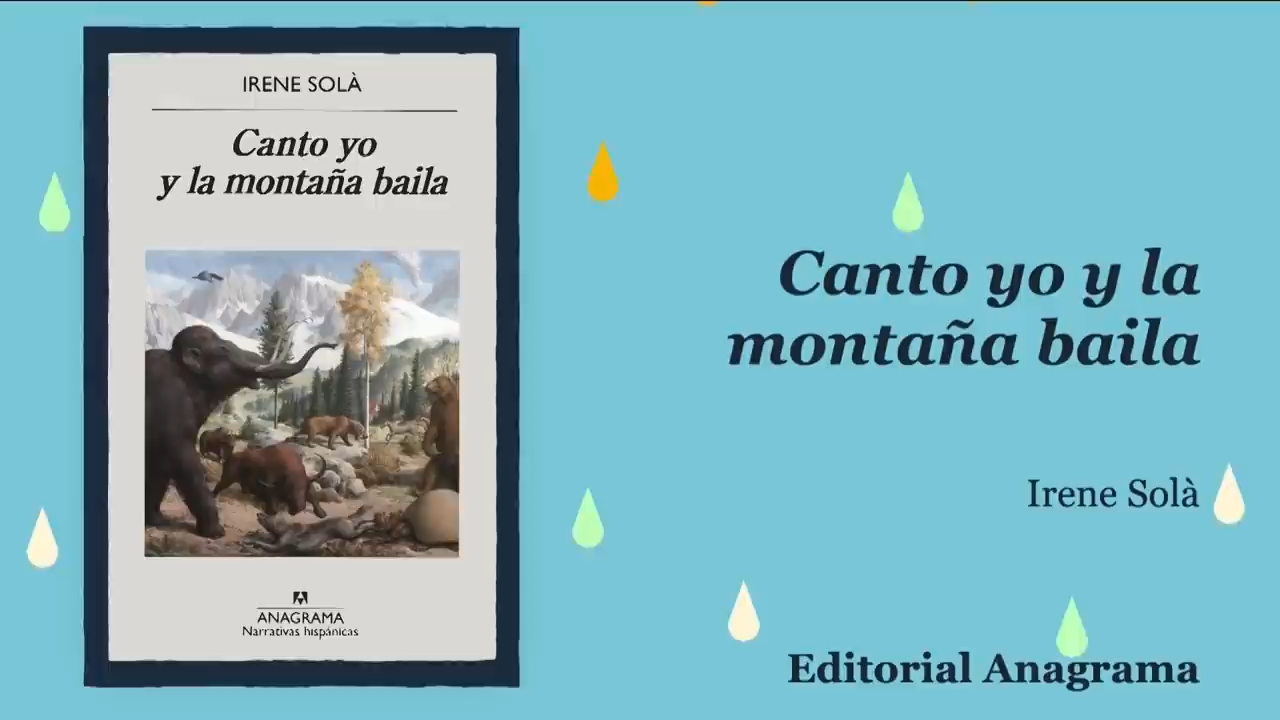 IRENE SOLÀ
Canto yo
y la montaña baila
ANAGRAMA
Narrativas hispánicas
Canto yo y la
montaña baila
Irene Solà
Editorial Anagrama